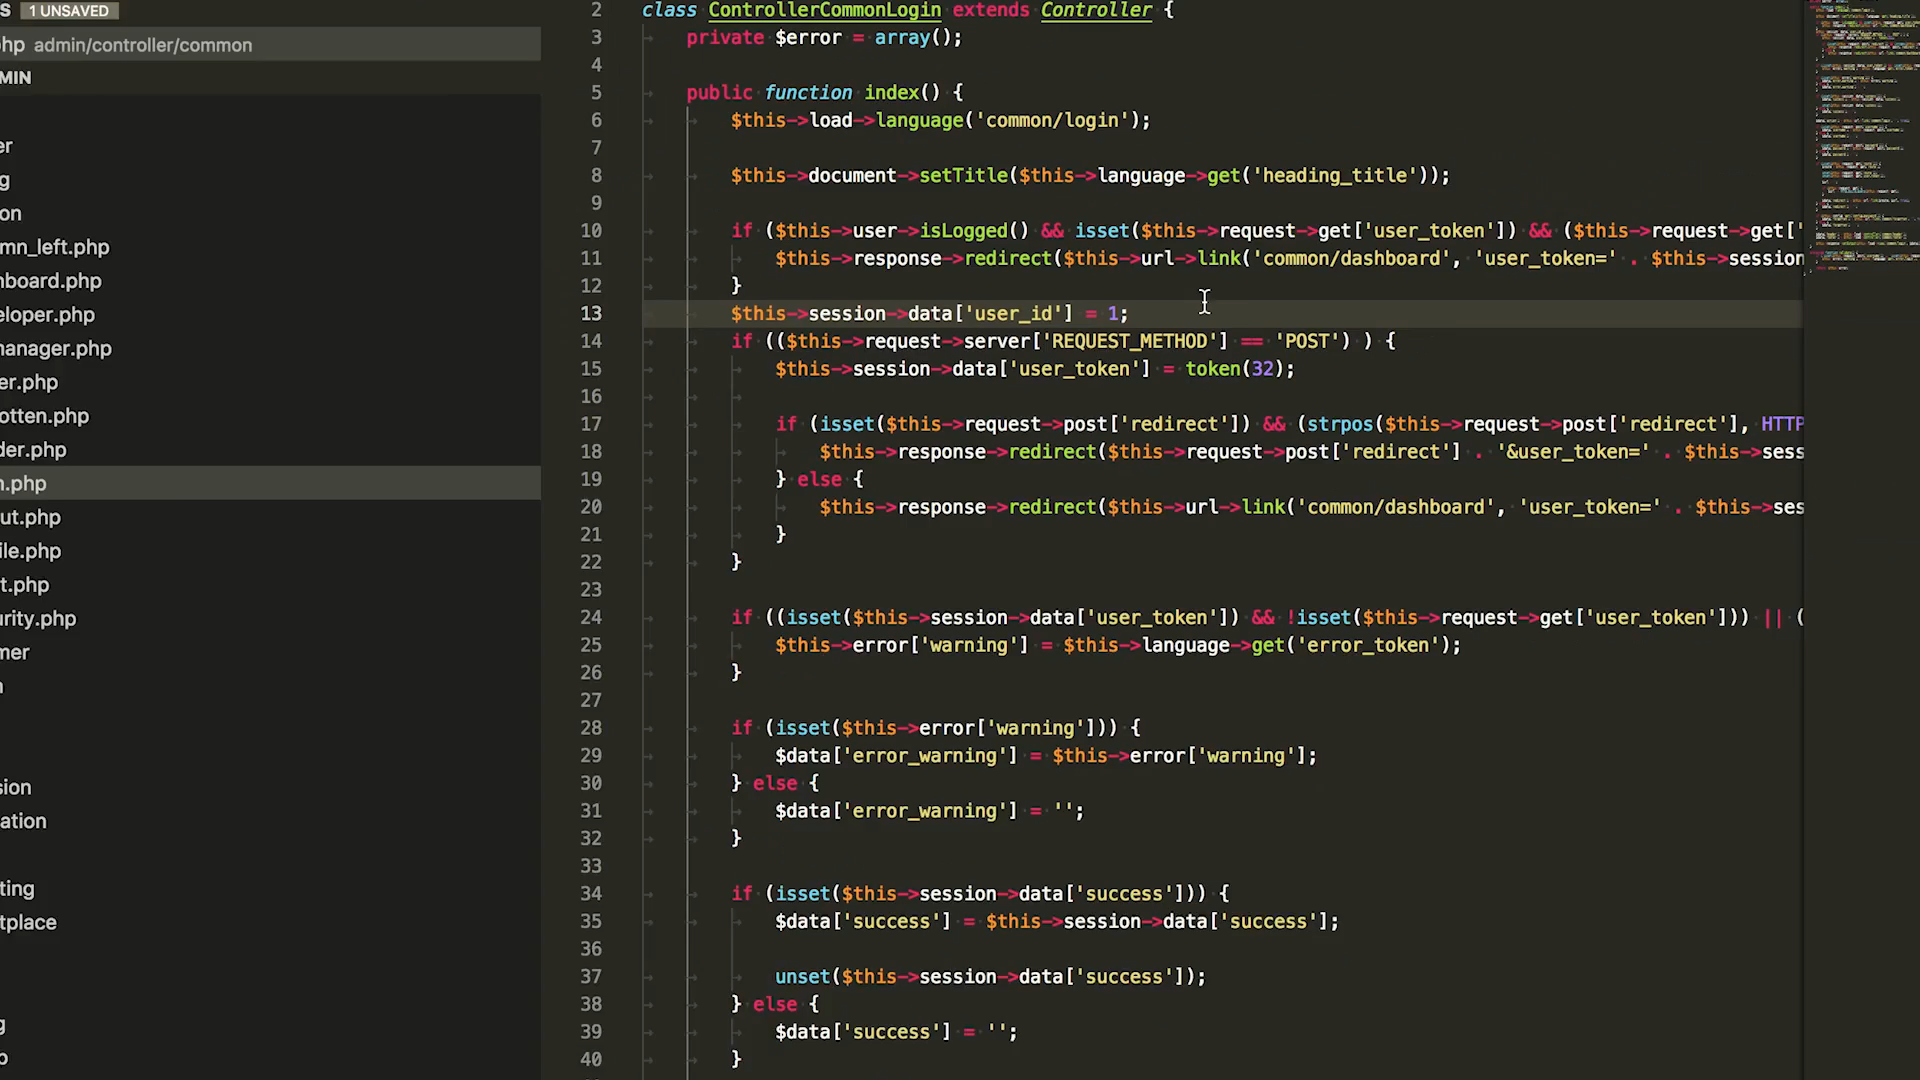 S 1 UNSAVED
hp admin/controller/common
MIN
er
g
on
mn_left.php
hboard.php
eloper.php
manager.php
er.php
otten.php
der.php
n.php
ut.php
ile.php
t.php
urity.php
mer
n
sion
ation
ting
tplace
g
o
2 class ControllerCommonLogin extends Controller {
3 private $error = array();
4
5 public function index() {
6 $this->load->language('common/login');
7
8 $this->document->setTitle($this->language->get('heading_title'));
9
10 if ($this->user->isLogged() && isset($this->request->get['user_token']) && ($this->request->get['
11 $this->response->redirect($this->url->link('common/dashboard', 'user_token=' . $this->session
12 }
13 $this->session->data['user_id'] = 1;
14 if (($this->request->server['REQUEST_METHOD'] == 'POST') ) {
15 $this->session->data['user_token'] = token(32);
16
17 if (isset($this->request->post['redirect']) && (strpos($this->request->post['redirect'], HTTP
18 $this->response->redirect($this->request->post['redirect'] . '&user_token=' . $this->sess
19 } else {
20 $this->response->redirect($this->url->link('common/dashboard', 'user_token=' . $this->ses
21 }
22 }
23
24 if ((isset($this->session->data['user_token']) && !isset($this->request->get['user_token'])) || (
25 $this->error['warning'] = $this->language->get('error_token');
26 }
27
28 if (isset($this->error['warning'])) {
29 $data['error_warning'] = $this->error['warning'];
30 } else {
31 $data['error_warning'] = '';
32 }
33
34 if (isset($this->session->data['success'])) {
35 $data['success'] = $this->session->data['success'];
36
37 unset($this->session->data['success']);
38 } else {
39 $data['success'] = '';
40 }